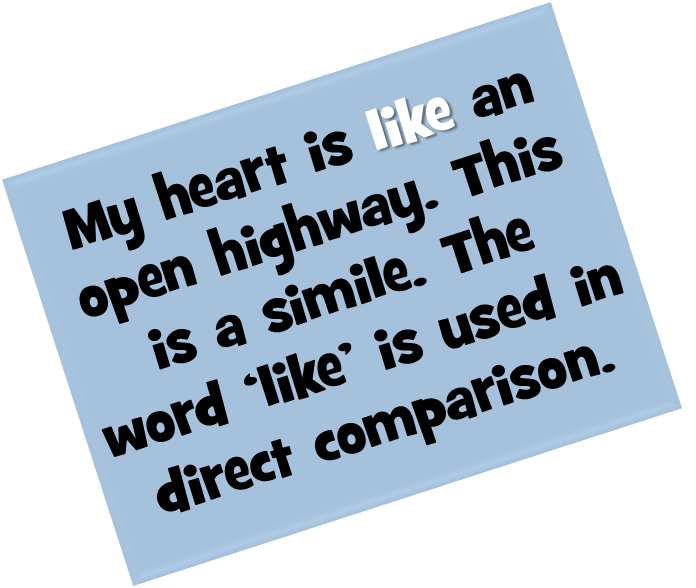 My heart is like an
open highway. This
is a simile. The
word ‘like’ is used in
direct comparison.